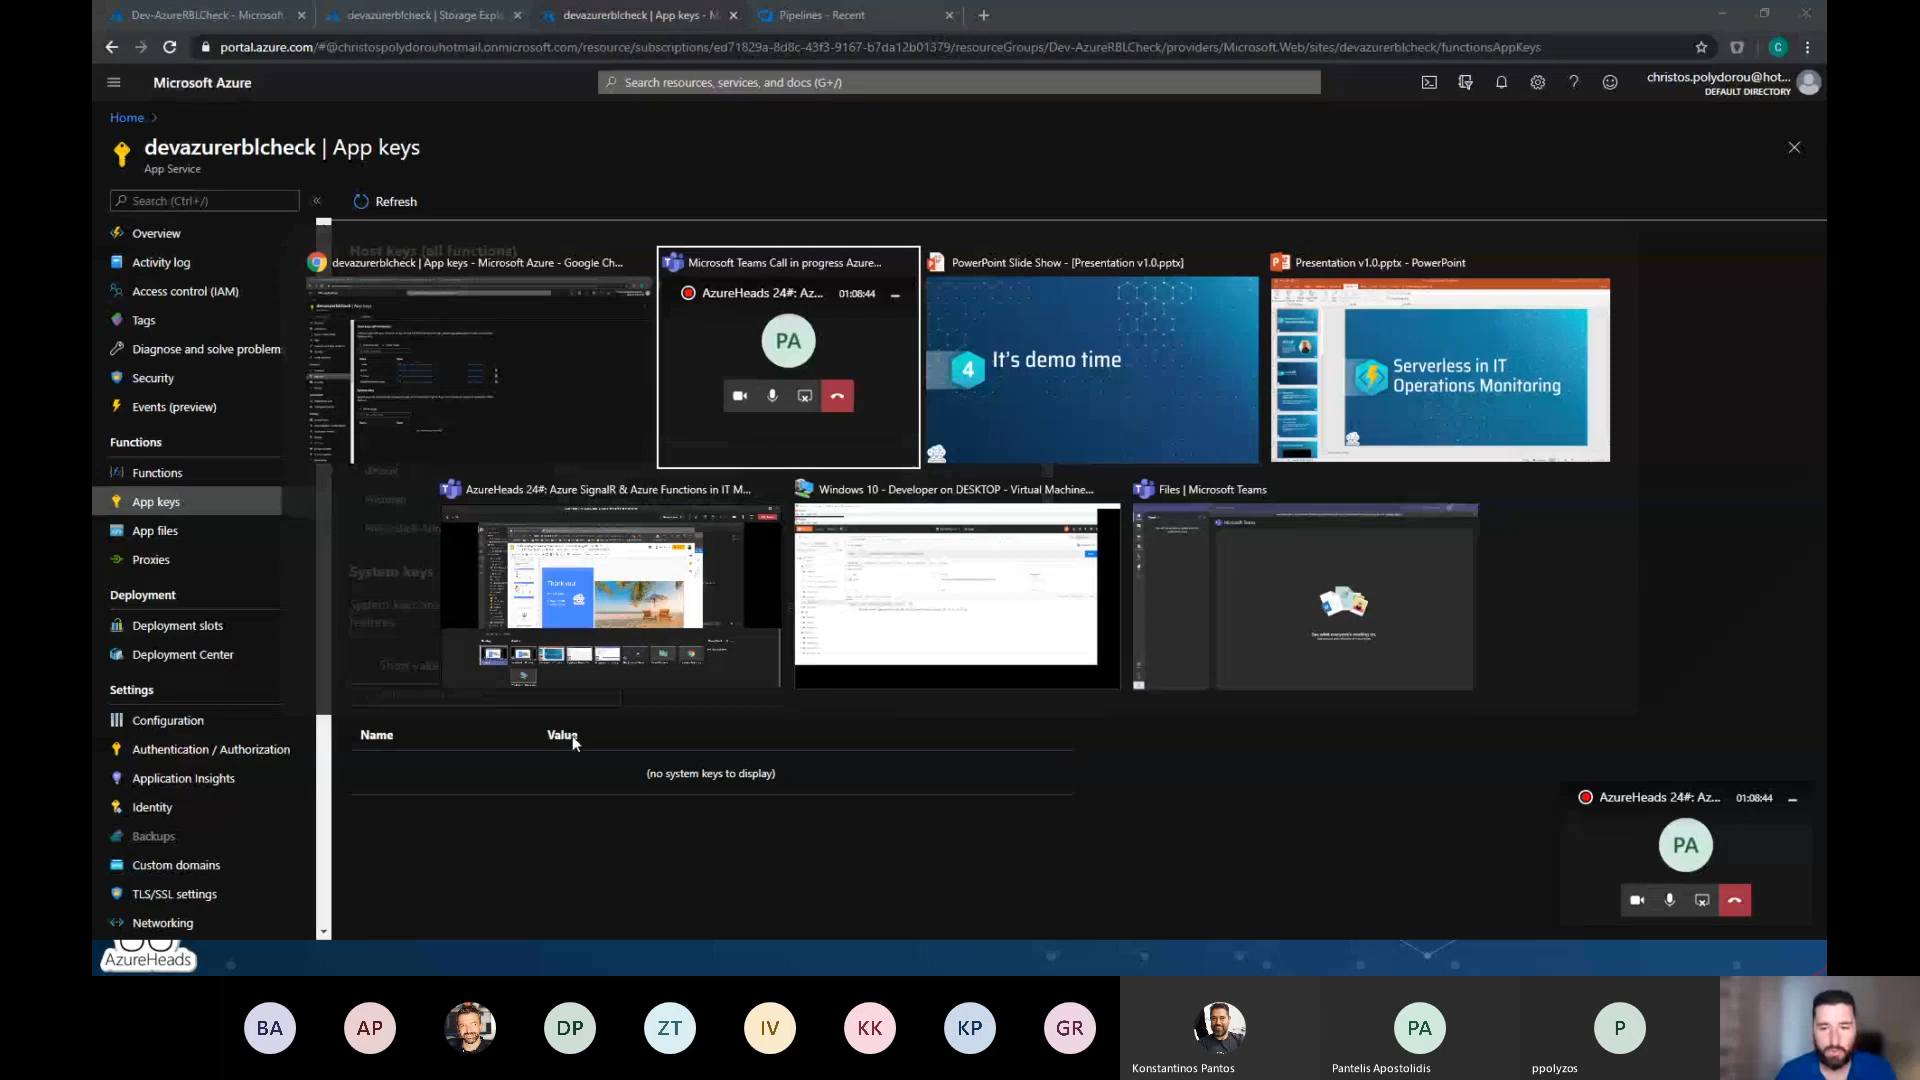 Dev-AzureRBLCheck - Microsoft
devazurerblcheck | Storage Expl
devazurerblcheck | App keys - M
Pipelines - Recent
portal.azure.com/#@christospolydorouhotmail.onmicrosoft.com/resource/subscriptions/ed71829a-8d8c-43f3-9167-b7da12b01379/resourceGroups/Dev-AzureRBLCheck/providers/Microsoft.Web/sites/devazurerblcheck/functionsAppKeys
C
Microsoft Azure
Search resources, services, and docs (G+/)
christos.polydorou@hot...
DEFAULT DIRECTORY
Home
devazurerblcheck | App keys
App Service
Search (Ctrl+/)
Refresh
Overview
Activity log
Access control (IAM)
Tags
Diagnose and solve problem
Security
Events (preview)
Functions
Functions
App keys
App files
Proxies
Deployment
Deployment slots
Deployment Center
Settings
Configuration
Authentication / Authorization
Application Insights
Identity
Backups
Custom domains
TLS/SSL settings
Networking
Host keys (all functions)
devazurerblcheck | App keys - Microsoft Azure - Google Ch...
Microsoft Teams Call in progress Azure...
AzureHeads 24#: Az...
01:08:44
PA
PowerPoint Slide Show - [Presentation v1.0.pptx]
4
It's demo time
Presentation v1.0.pptx - PowerPoint
Serverless in IT
Operations Monitoring
AzureHeads 24#: Azure SignalR & Azure Functions in IT M...
Thank you
Windows 10 - Developer on DESKTOP - Virtual Machine...
Files | Microsoft Teams
System keys
Show value
Name
Value
(no system keys to display)
AzureHeads 24#: Az...
01:08:44
PA
AzureHeads
BA
AP
DP
ZT
IV
KK
KP
GR
Konstantinos Pantos
PA
Pantelis Apostolidis
P
ppolyzos